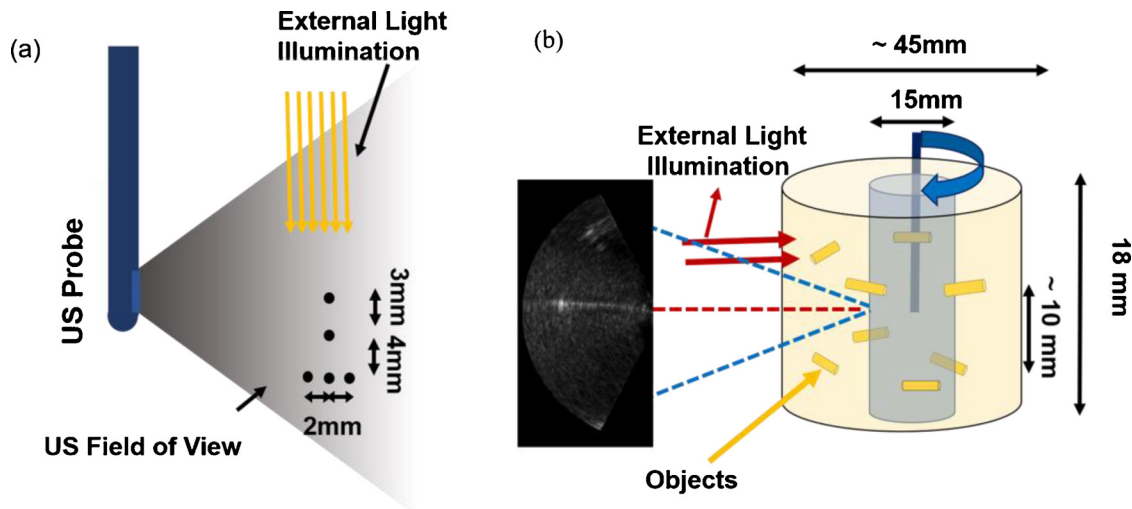 (a)
External Light
Illumination
US Probe
3mm
4mm
2mm
US Field of View
(b)
~ 45mm
15mm
External Light
Illumination
18 mm
~ 10 mm
Objects